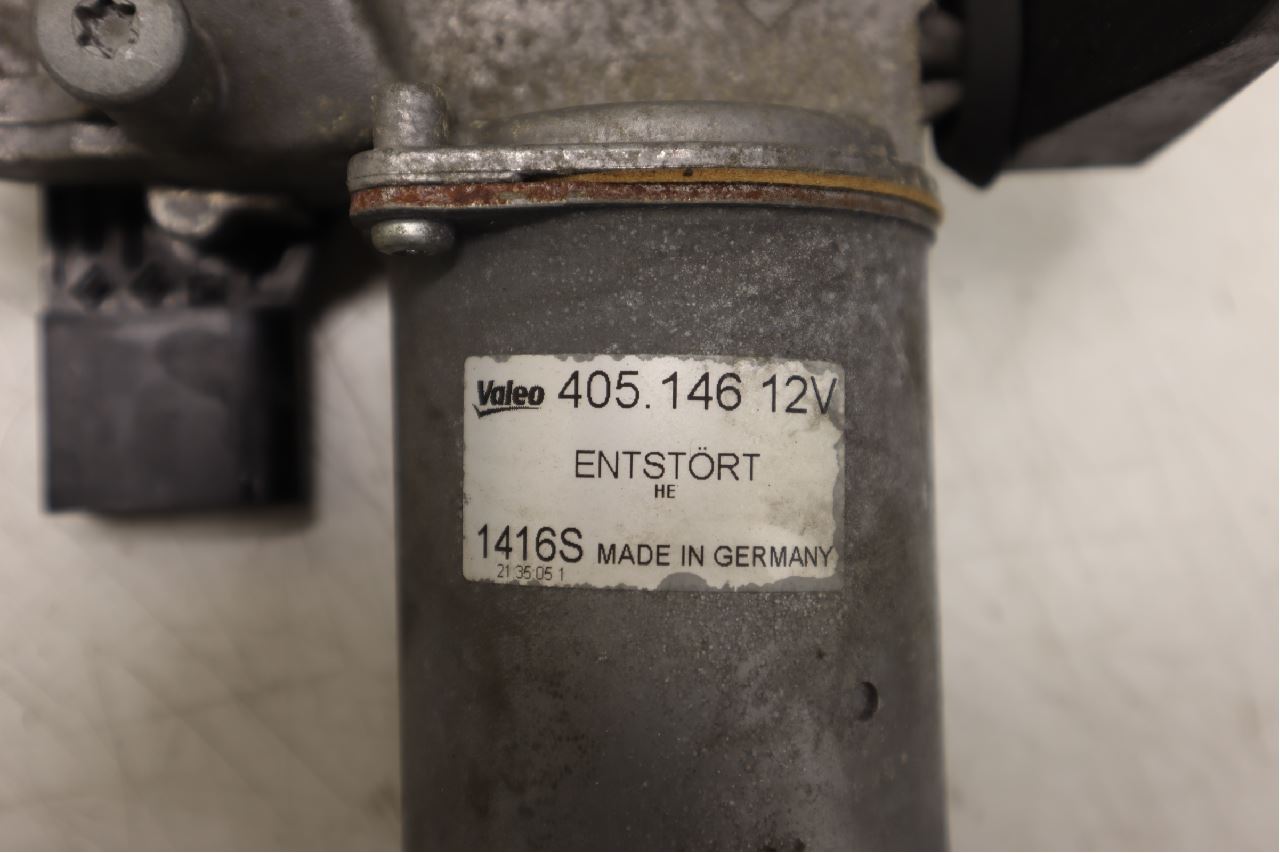 Valeo 405.146 12V
ENTSTÖRT
HE
1416S MADE IN GERMANY
21:35:05 1